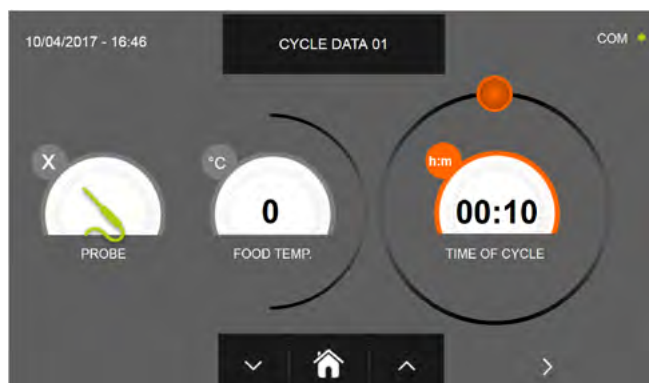 10/04/2017 - 16:46
CYCLE DATA 01
COM
X
°C
h:m
0
00:10
PROBE
FOOD TEMP.
TIME OF CYCLE